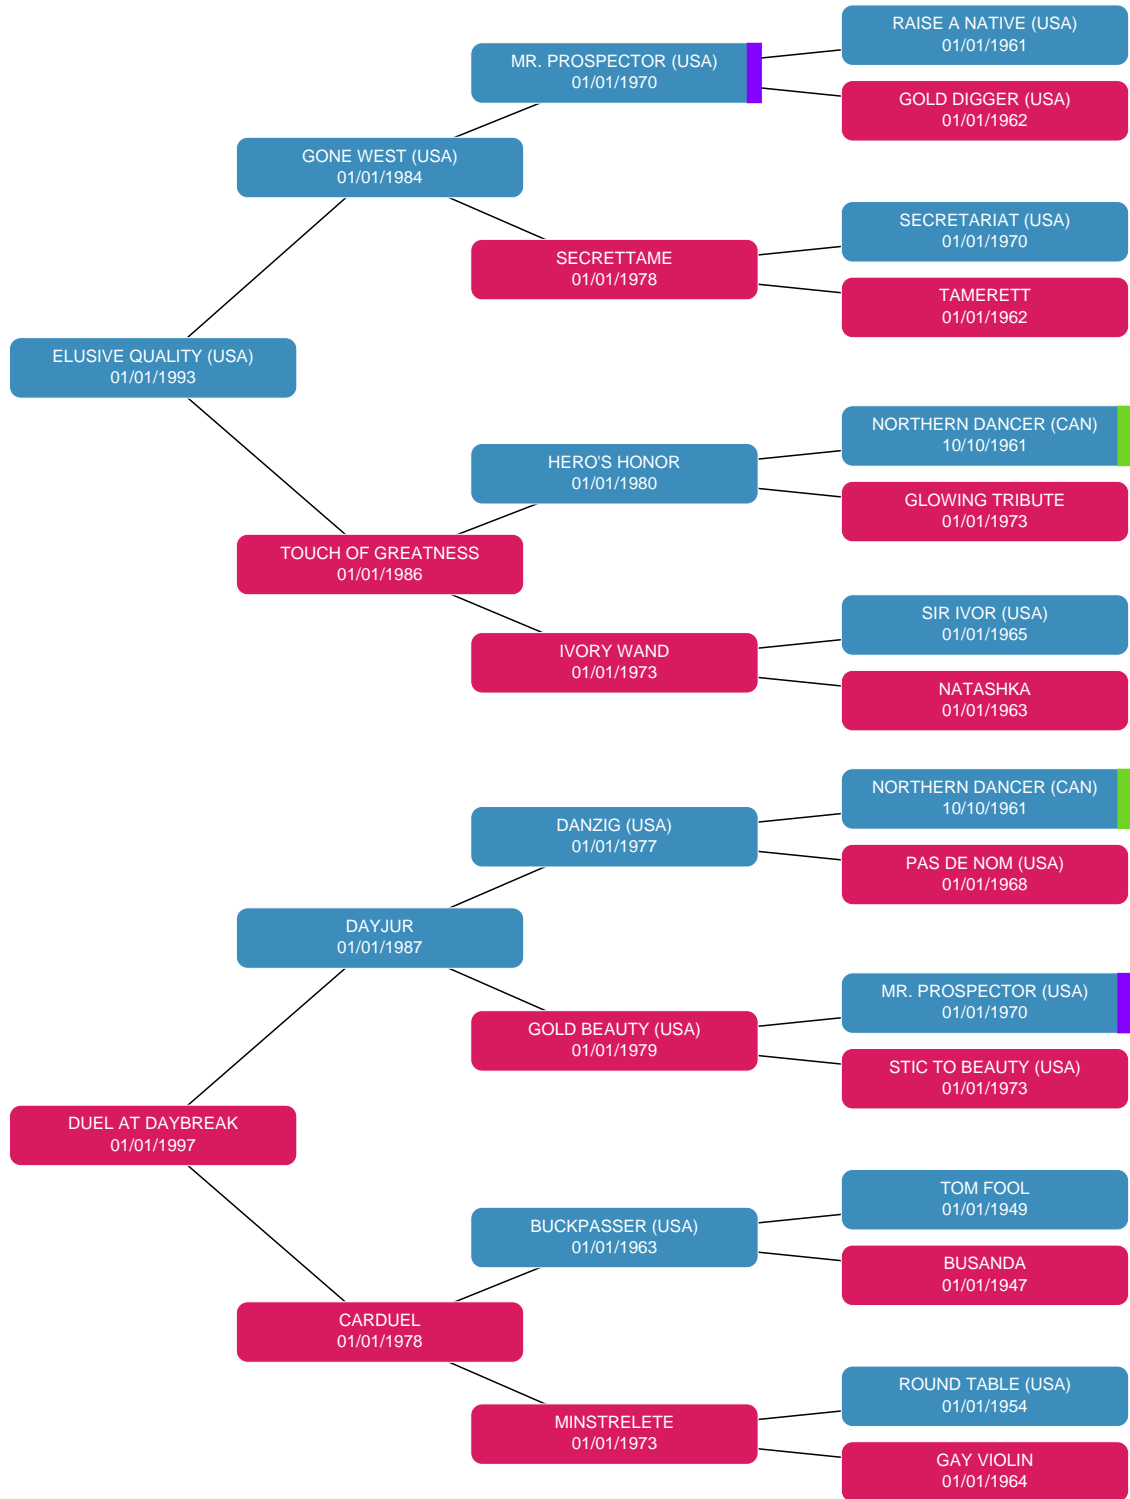 RAISE A NATIVE (USA)
01/01/1961
MR. PROSPECTOR (USA)
01/01/1970
GOLD DIGGER (USA)
01/01/1962
GONE WEST (USA)
01/01/1984
SECRETARIAT (USA)
01/01/1970
SECRETTAME
01/01/1978
TAMERETT
01/01/1962
ELUSIVE QUALITY (USA)
01/01/1993
NORTHERN DANCER (CAN)
10/10/1961
HERO'S HONOR
01/01/1980
GLOWING TRIBUTE
01/01/1973
TOUCH OF GREATNESS
01/01/1986
SIR IVOR (USA)
01/01/1965
IVORY WAND
01/01/1973
NATASHKA
01/01/1963
NORTHERN DANCER (CAN)
10/10/1961
DANZIG (USA)
01/01/1977
PAS DE NOM (USA)
01/01/1968
DAYJUR
01/01/1987
MR. PROSPECTOR (USA)
01/01/1970
GOLD BEAUTY (USA)
01/01/1979
STIC TO BEAUTY (USA)
01/01/1973
DUEL AT DAYBREAK
01/01/1997
TOM FOOL
01/01/1949
BUCKPASSER (USA)
01/01/1963
BUSANDA
01/01/1947
CARDUEL
01/01/1978
ROUND TABLE (USA)
01/01/1954
MINSTRELETE
01/01/1973
GAY VIOLIN
01/01/1964